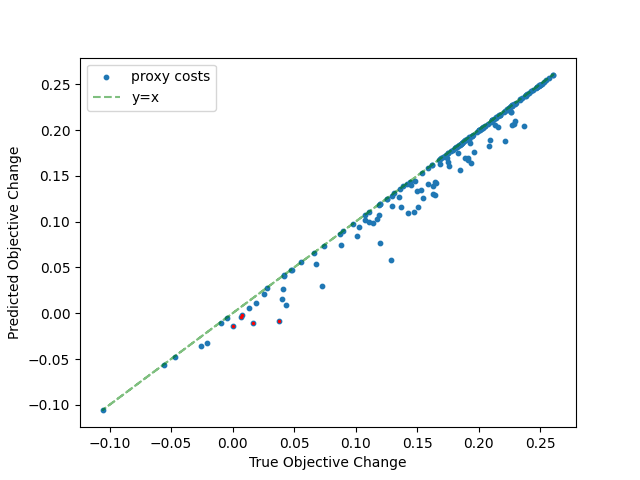 proxy costs
y=x
Predicted Objective Change
0.25
0.20
0.15
0.10
0.05
0.00
−0.05
−0.10
−0.10 −0.05 0.00 0.05 0.10 0.15 0.20 0.25
True Objective Change